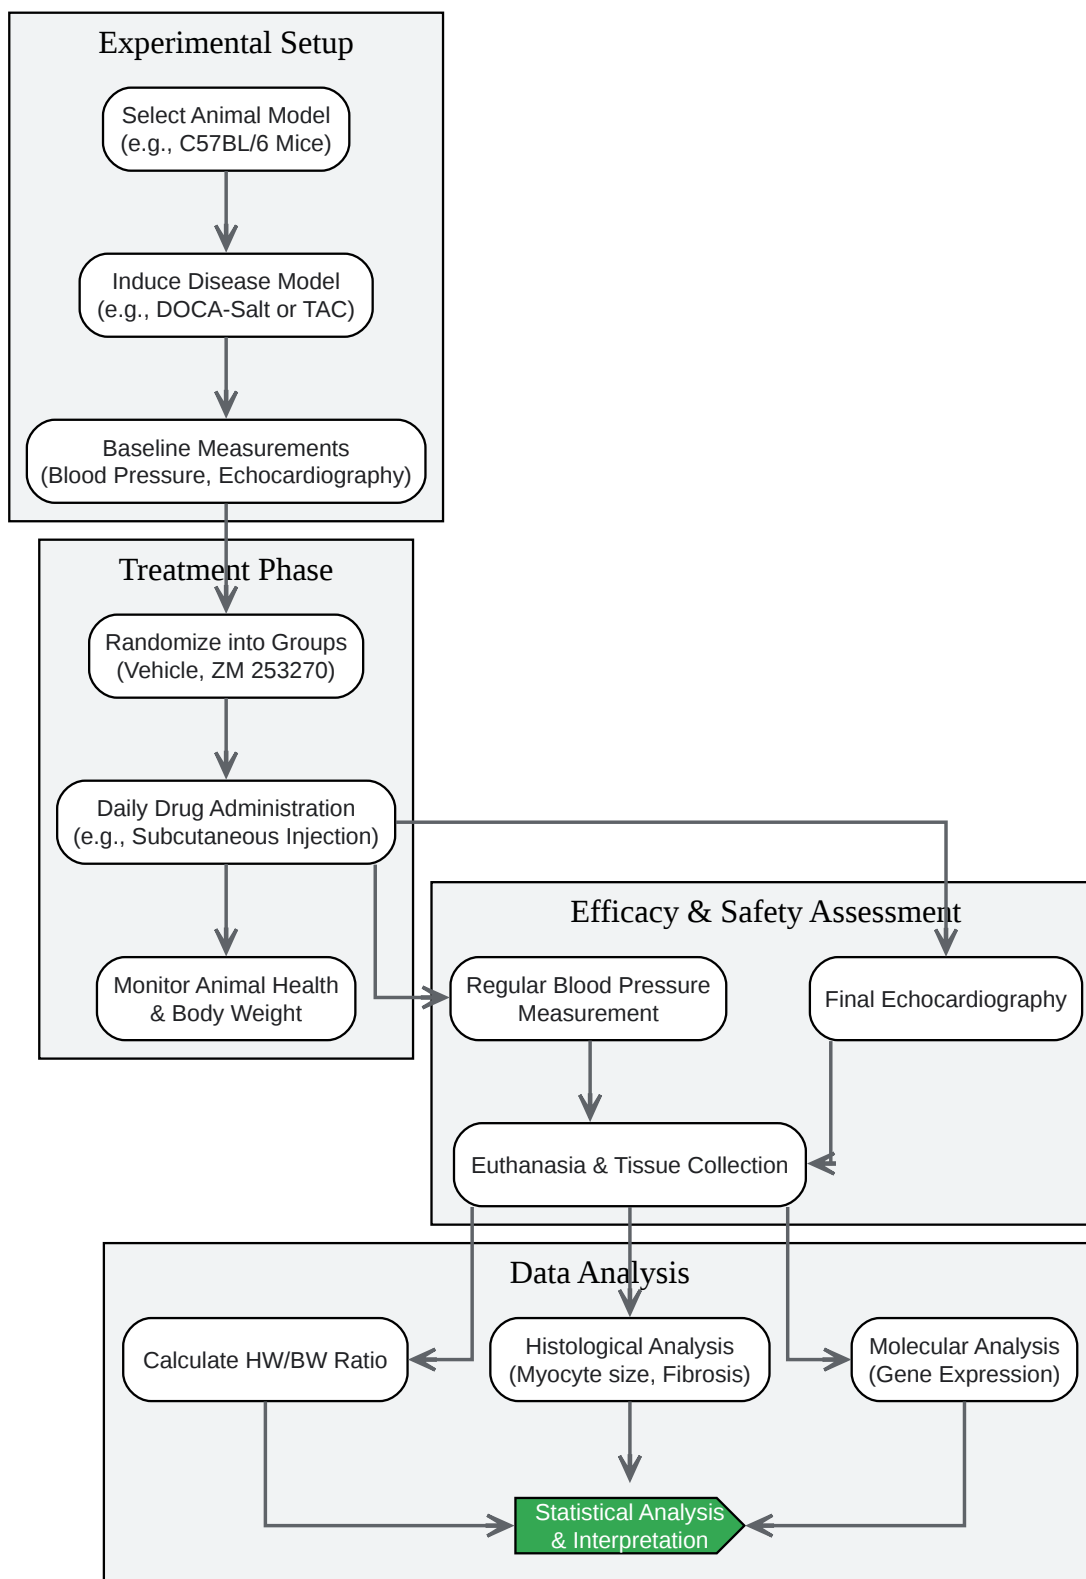 Experimental Setup
Select Animal Model
(e.g., C57BL/6 Mice)
Induce Disease Model
(e.g., DOCA-Salt or TAC)
Baseline Measurements
(Blood Pressure, Echocardiography)
Treatment Phase
Randomize into Groups
(Vehicle, ZM 253270)
Daily Drug Administration
(e.g., Subcutaneous Injection)
Monitor Animal Health
& Body Weight
Efficacy & Safety Assessment
Regular Blood Pressure
Measurement
Final Echocardiography
Euthanasia & Tissue Collection
Data Analysis
Calculate HW/BW Ratio
Histological Analysis
(Myocyte size, Fibrosis)
Molecular Analysis
(Gene Expression)
Statistical Analysis
& Interpretation